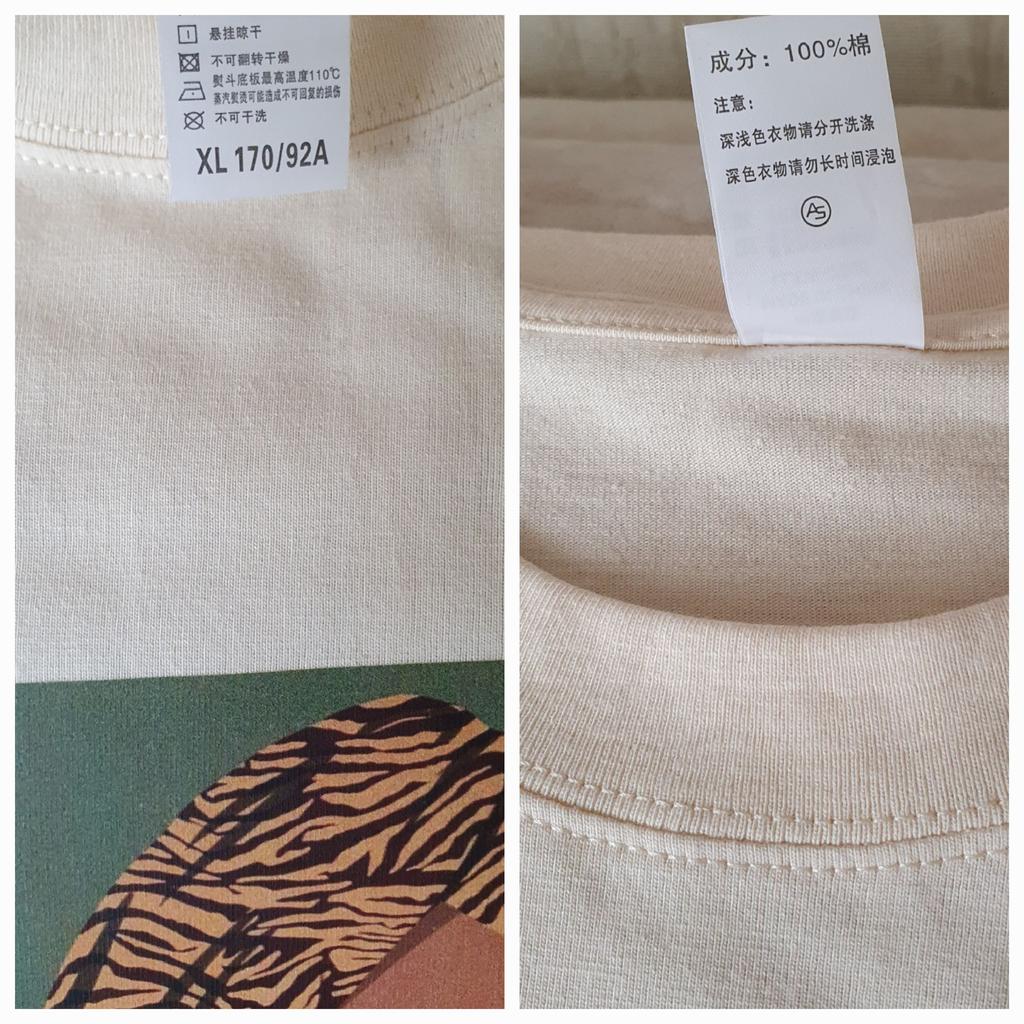 悬挂晾干
不可翻转干燥
熨斗底板最高温度110℃
蒸汽熨烫可能造成不可回复的损伤
不可干洗
XL 170/92A
成分：100%棉
注意：
深浅色衣物请分开洗涤
深色衣物请勿长时间浸泡
AS